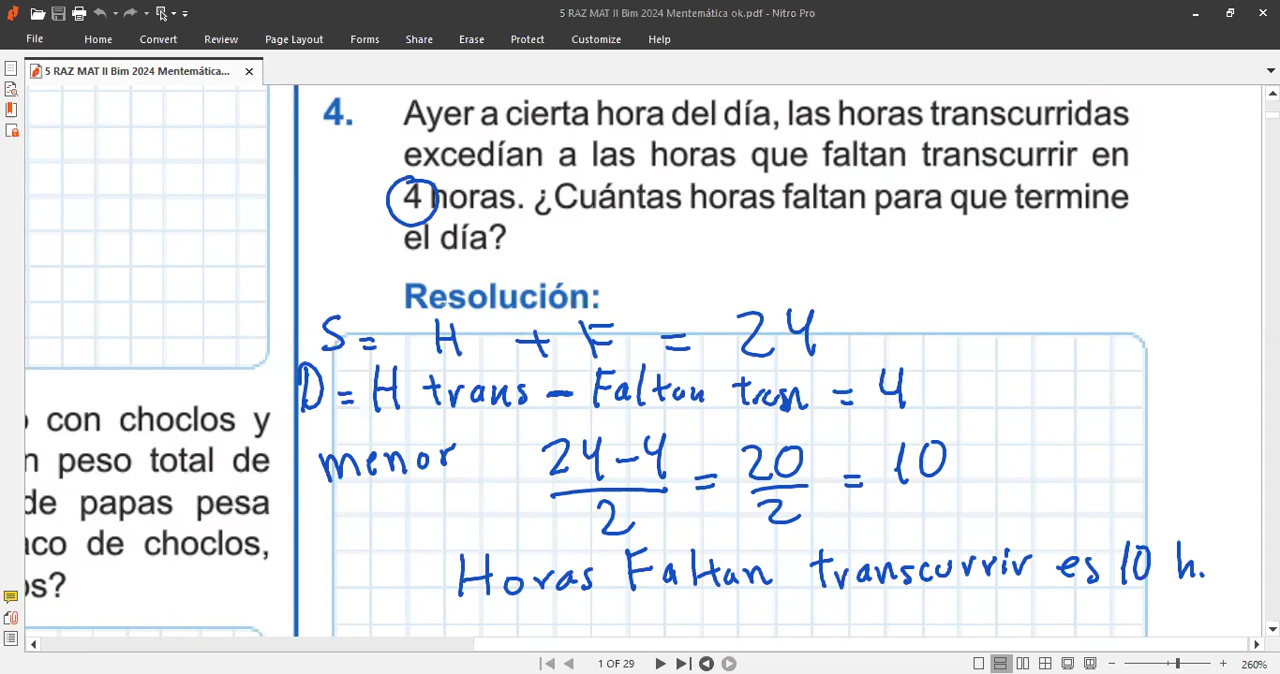 5 RAZ MAT II Bim 2024 Mentemática ok.pdf - Nitro Pro
File Home Convert Review Page Layout Forms Share Erase Protect Customize Help
5 RAZ MAT II Bim 2024 Mentemática...
4. Ayer a cierta hora del día, las horas transcurridas
excedían a las horas que faltan transcurrir en
4 horas. ¿Cuántas horas faltan para que termine
el día?
Resolución:
S = H + F = 24
D = H trans - Faltan tran = 4
menor 24-4/2 = 20/2 = 10
Horas Faltan transcurrir es 10 h.
con choclos y
n peso total de
de papas pesa
aco de choclos,
os?
1 OF 29
260%